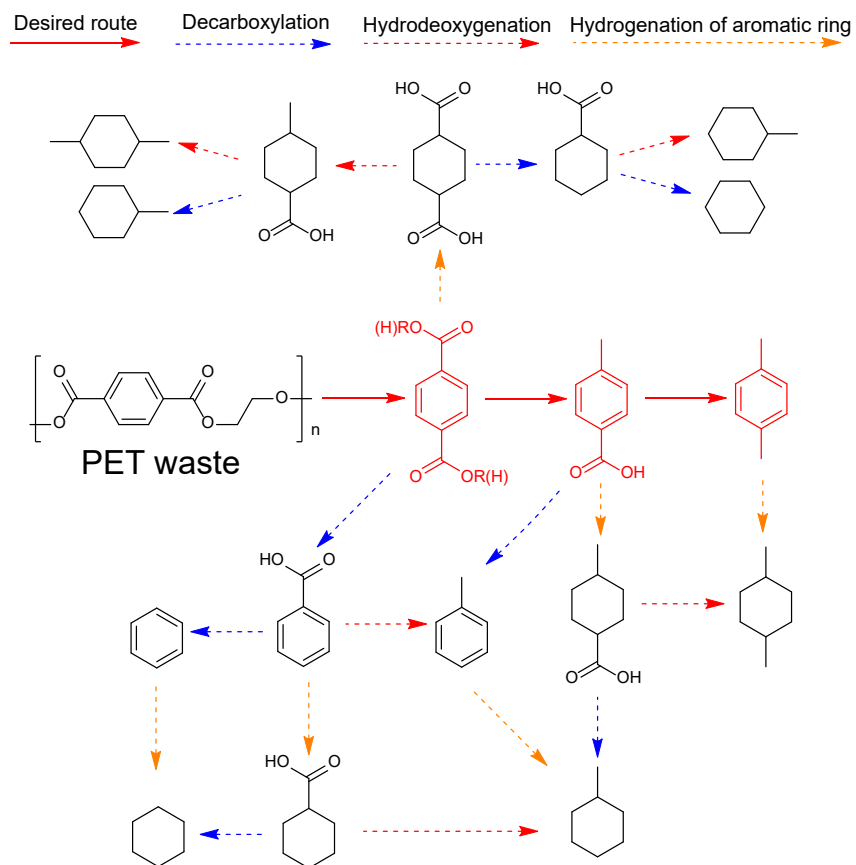 Desired route
Decarboxylation
Hydrodeoxygenation
Hydrogenation of aromatic ring
HO O
HO O
O OH
O OH
(H)RO O
O O
O O
n
PET waste
O OR(H)
O OH
HO O
O OH
HO O